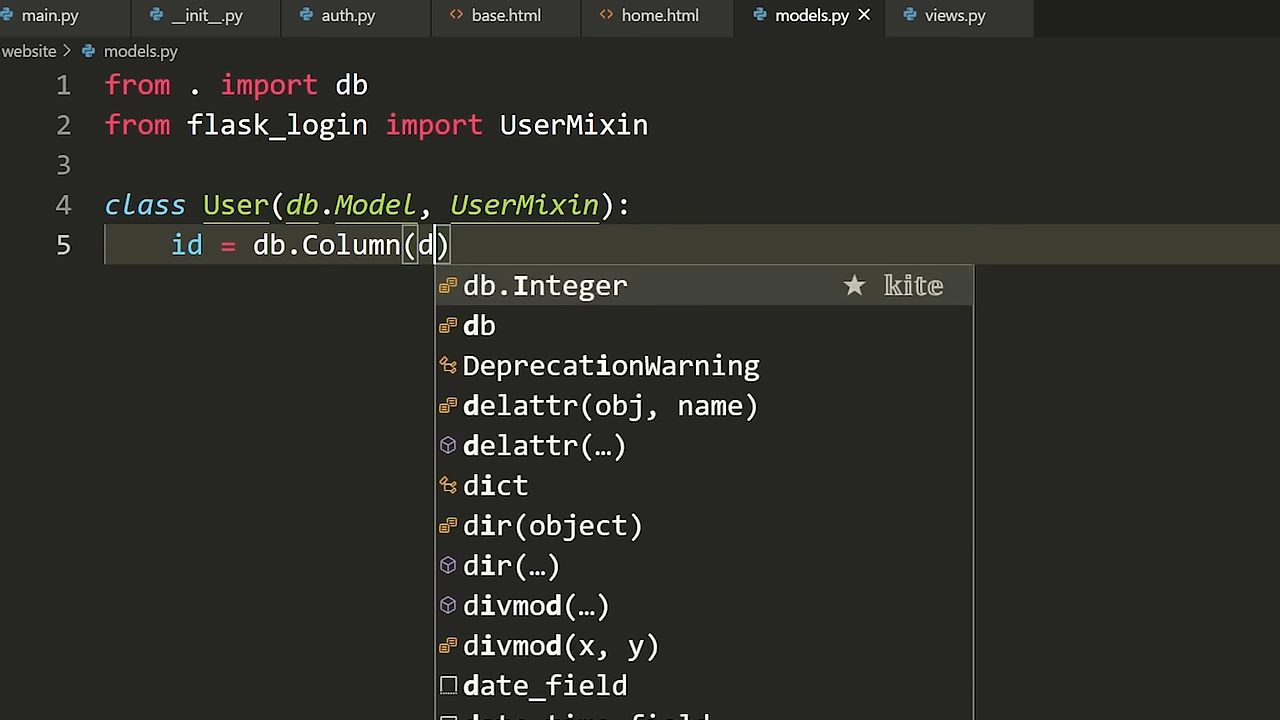 main.py __init__.py auth.py base.html home.html models.py views.py
website > models.py
1 from . import db
2 from flask_login import UserMixin
3
4 class User(db.Model, UserMixin):
5 id = db.Column(d)
db.Integer ★ kite
db
DeprecationWarning
delattr(obj, name)
delattr(…)
dict
dir(object)
dir(…)
divmod(…)
divmod(x, y)
date_field